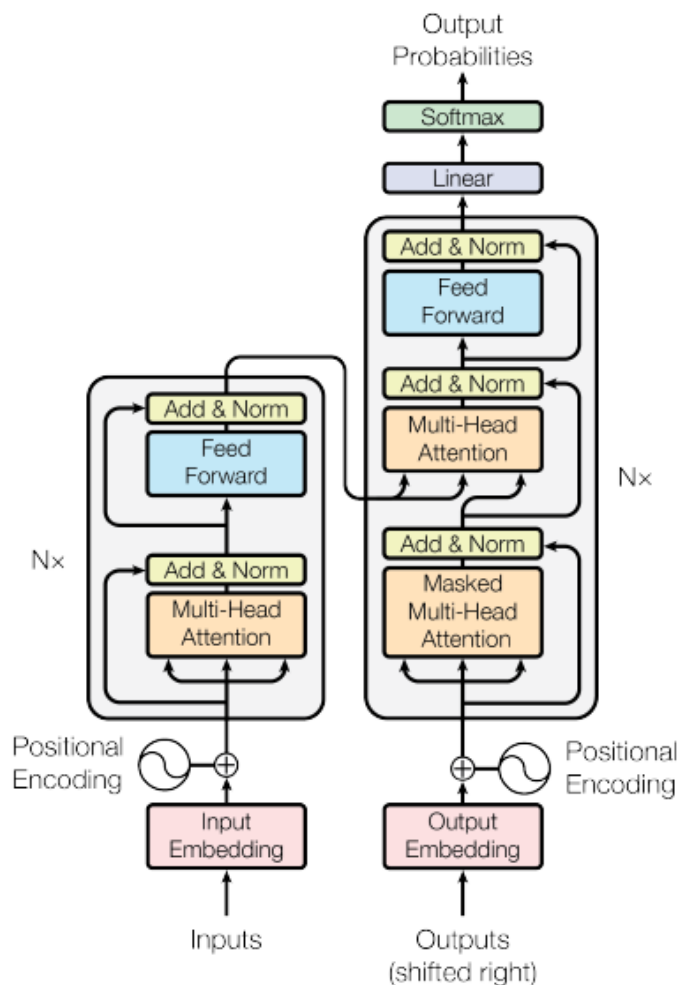 Output
Probabilities
Softmax
Linear
Add & Norm
Feed
Forward
Add & Norm
Multi-Head
Attention
Add & Norm
Masked
Multi-Head
Attention
N×
Add & Norm
Feed
Forward
Add & Norm
Multi-Head
Attention
N×
Positional
Encoding
Positional
Encoding
Input
Embedding
Output
Embedding
Inputs
Outputs
(shifted right)